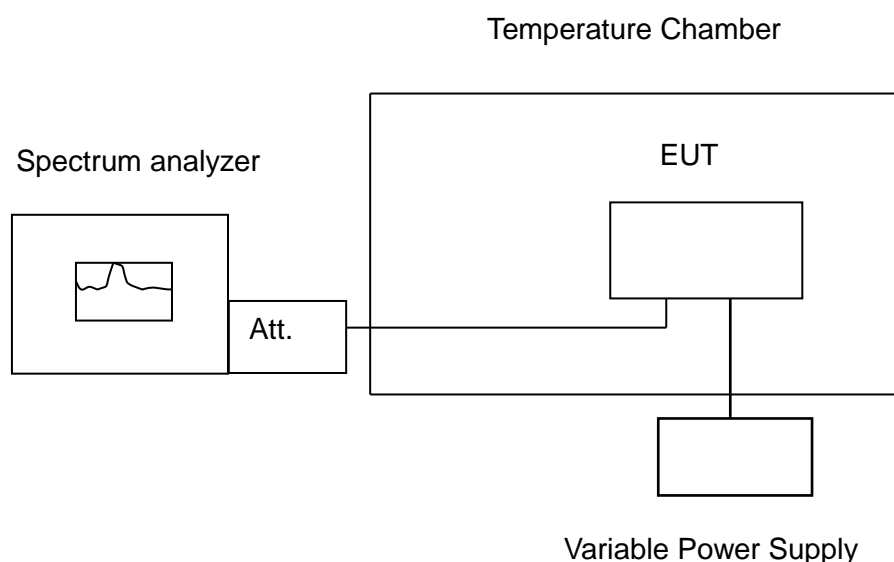 Temperature Chamber
Spectrum analyzer
EUT
Att.
Variable Power Supply